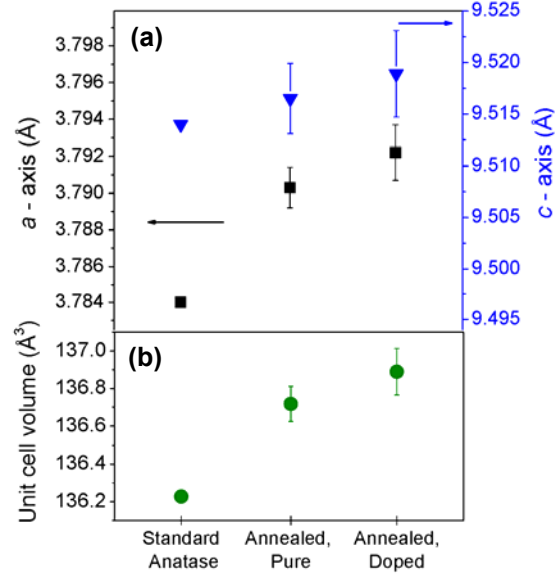 (a)
3.798
3.796
3.794
3.792
3.790
3.788
3.786
3.784
a - axis (Å)
9.525
9.520
9.515
9.510
9.505
9.500
9.495
c - axis (Å)
(b)
137.0
136.8
136.6
136.4
136.2
Unit cell volume (Å³)
Standard
Anatase
Annealed,
Pure
Annealed,
Doped